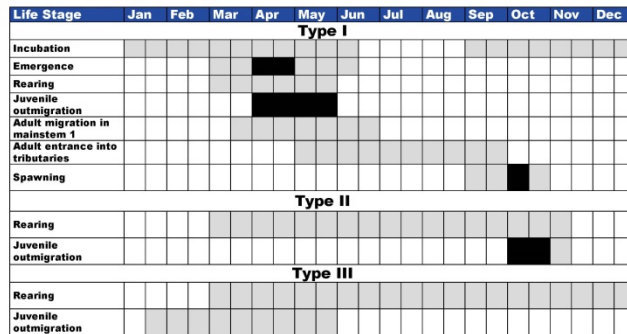 Life Stage Jan Feb Mar Apr May Jun Jul Aug Sep Oct Nov Dec
Type I
Incubation
Emergence
Rearing
Juvenile
outmigration
Adult migration in
mainstem 1
Adult entrance into
tributaries
Spawning
Type II
Rearing
Juvenile
outmigration
Type III
Rearing
Juvenile
outmigration